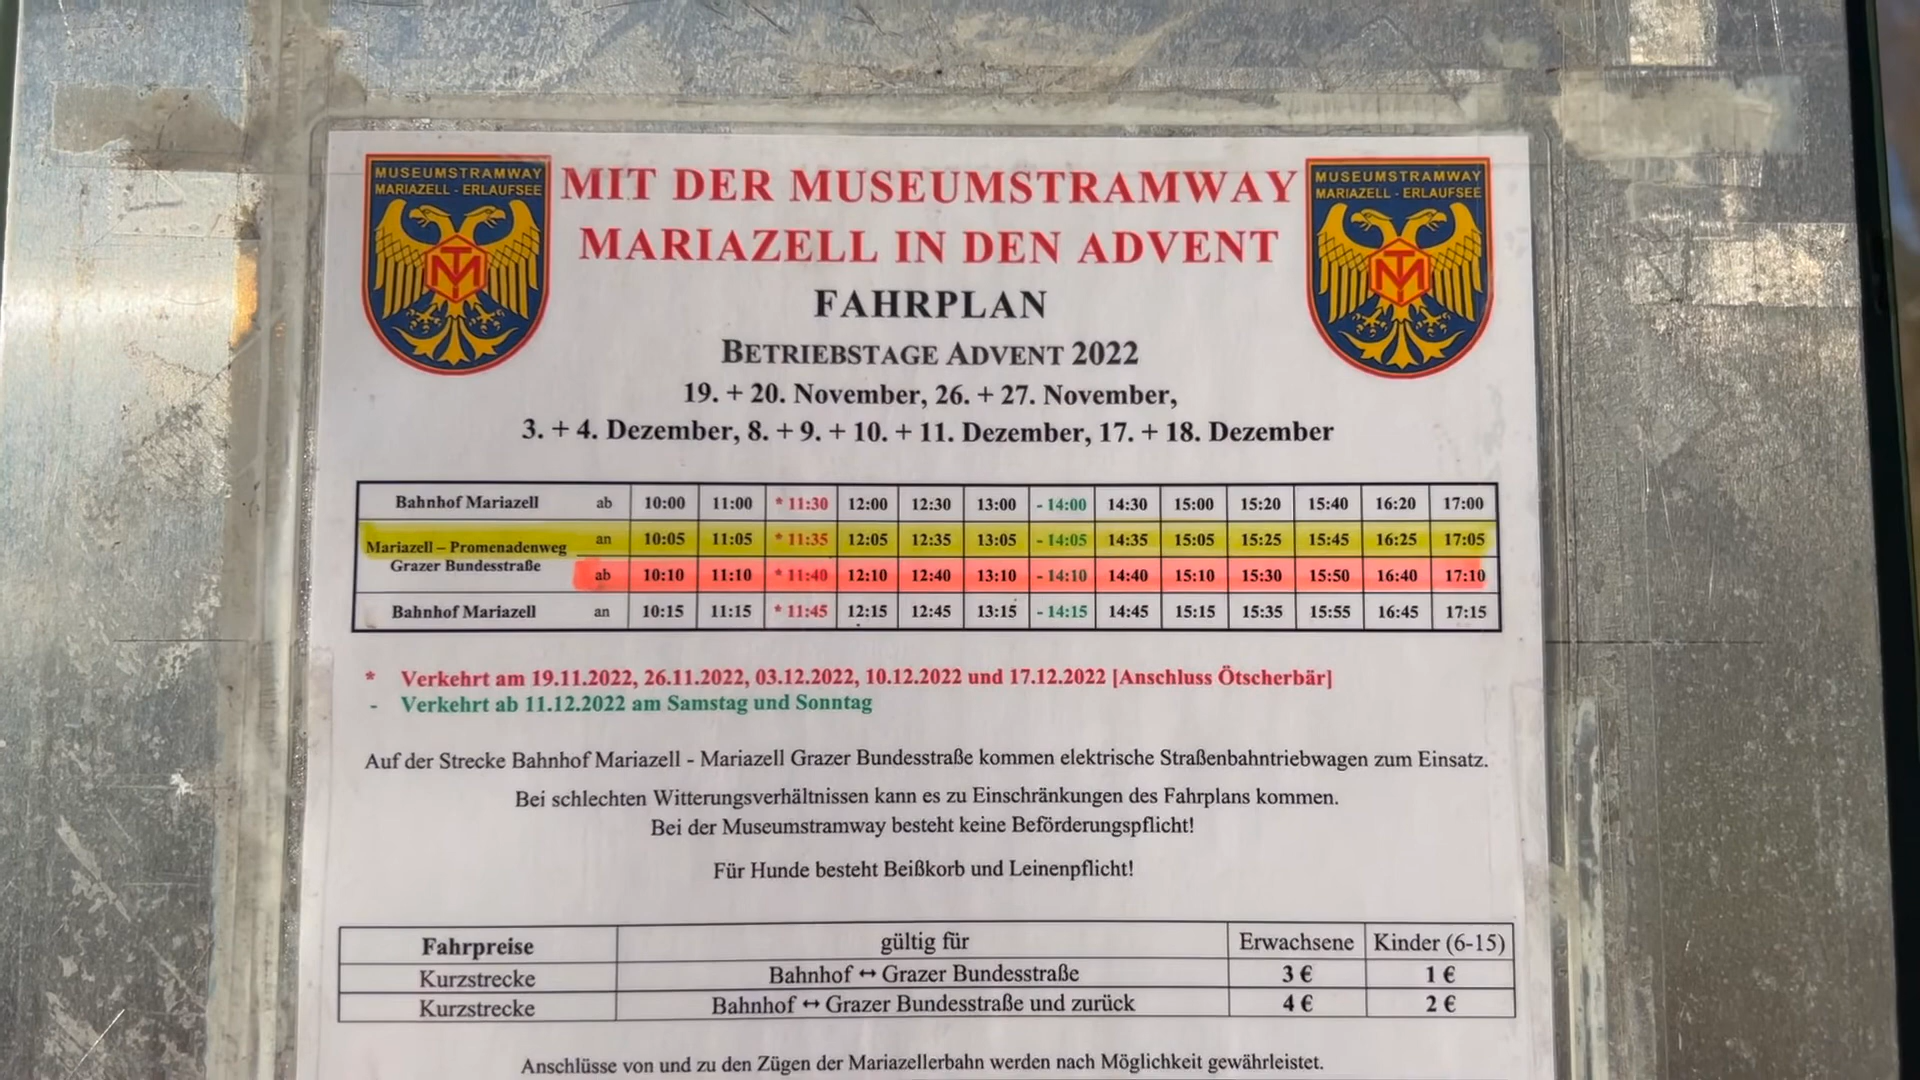 MUSEUMSTRAMWAY
MARIAZELL - ERLAUFSEE
TM
MIT DER MUSEUMSTRAMWAY
MARIAZELL IN DEN ADVENT
MUSEUMSTRAMWAY
MARIAZELL - ERLAUFSEE
TM
FAHRPLAN
BETRIEBSTAGE ADVENT 2022
19. + 20. November, 26. + 27. November,
3. + 4. Dezember, 8. + 9. + 10. + 11. Dezember, 17. + 18. Dezember
Bahnhof Mariazell ab 10:00 11:00 * 11:30 12:00 12:30 13:00 - 14:00 14:30 15:00 15:20 15:40 16:20 17:00
Mariazell – Promenadenweg an 10:05 11:05 * 11:35 12:05 12:35 13:05 - 14:05 14:35 15:05 15:25 15:45 16:25 17:05
Grazer Bundesstraße ab 10:10 11:10 * 11:40 12:10 12:40 13:10 - 14:10 14:40 15:10 15:30 15:50 16:40 17:10
Bahnhof Mariazell an 10:15 11:15 * 11:45 12:15 12:45 13:15 - 14:15 14:45 15:15 15:35 15:55 16:45 17:15
* Verkehrt am 19.11.2022, 26.11.2022, 03.12.2022, 10.12.2022 und 17.12.2022 [Anschluss Ötscherbär]
- Verkehrt ab 11.12.2022 am Samstag und Sonntag
Auf der Strecke Bahnhof Mariazell - Mariazell Grazer Bundesstraße kommen elektrische Straßenbahntriebwagen zum Einsatz.
Bei schlechten Witterungsverhältnissen kann es zu Einschränkungen des Fahrplans kommen.
Bei der Museumstramway besteht keine Beförderungspflicht!
Für Hunde besteht Beißkorb und Leinenpflicht!
Fahrpreise gültig für Erwachsene Kinder (6-15)
Kurzstrecke Bahnhof ↔ Grazer Bundesstraße 3 € 1 €
Kurzstrecke Bahnhof ↔ Grazer Bundesstraße und zurück 4 € 2 €
Anschlüsse von und zu den Zügen der Mariazellerbahn werden nach Möglichkeit gewährleistet.